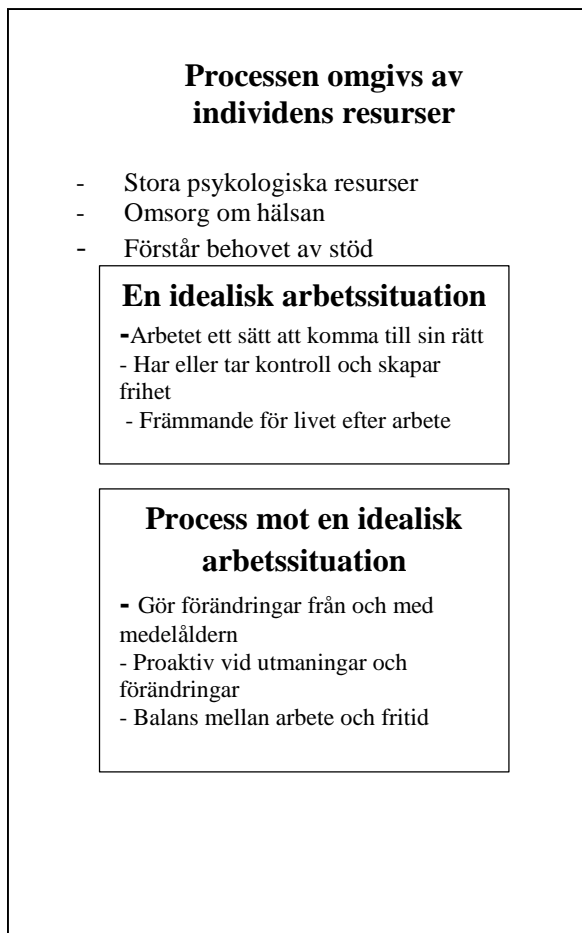 Processen omgivs av
individens resurser
- Stora psykologiska resurser
- Omsorg om hälsan
- Förstår behovet av stöd
En idealisk arbetssituation
-Arbetet ett sätt att komma till sin rätt
- Har eller tar kontroll och skapar
frihet
- Främmande för livet efter arbete
Process mot en idealisk
arbetssituation
- Gör förändringar från och med
medelåldern
- Proaktiv vid utmaningar och
förändringar
- Balans mellan arbete och fritid